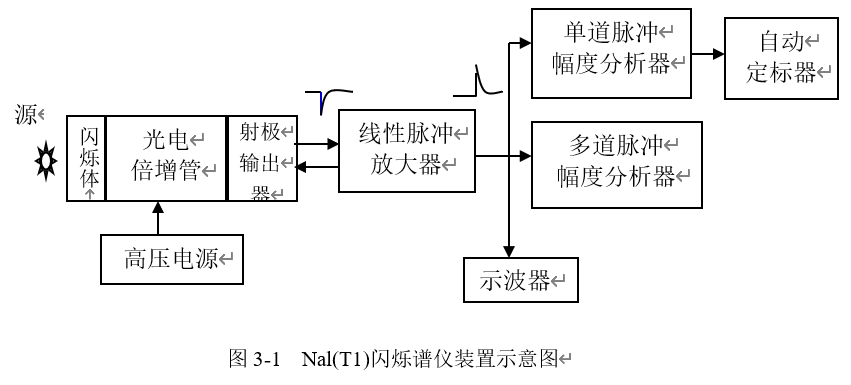 源
闪
烁
体
光电
倍增管
射极
输出
器
高压电源
线性脉冲
放大器
单道脉冲
幅度分析器
自动
定标器
多道脉冲
幅度分析器
示波器
图 3-1 Nal(T1)闪烁谱仪装置示意图